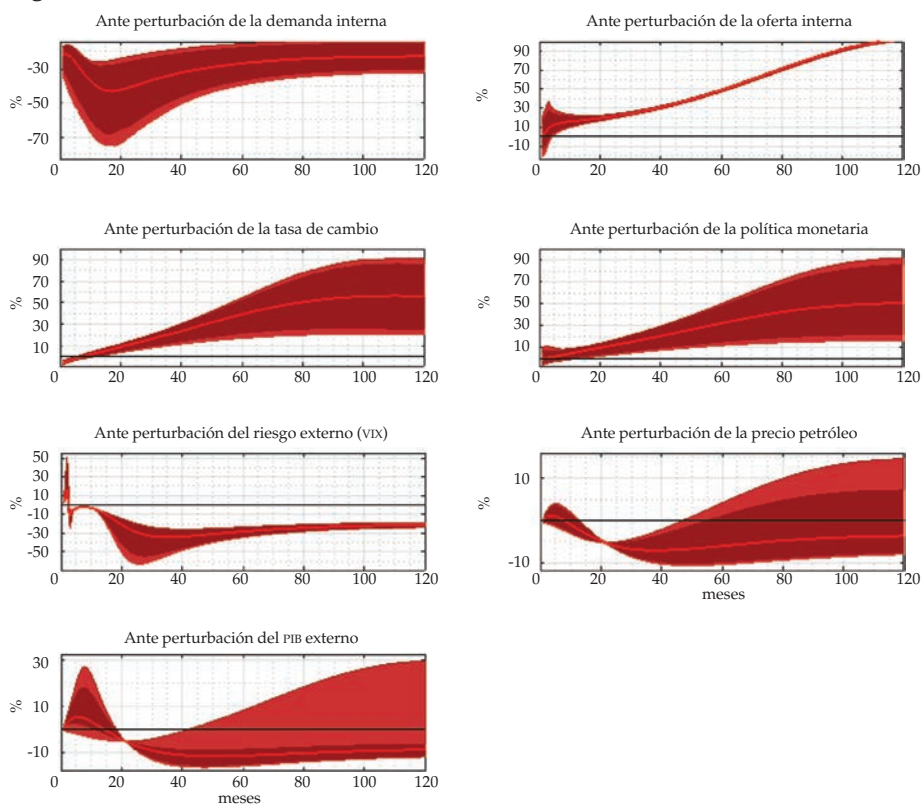 Ante perturbación de la demanda interna
-30
-50
-70
%
0 20 40 60 80 100 120
Ante perturbación de la oferta interna
90
70
50
30
10
-10
%
0 20 40 60 80 100 120
Ante perturbación de la tasa de cambio
90
70
50
30
10
%
0 20 40 60 80 100 120
Ante perturbación de la política monetaria
90
70
50
30
10
%
0 20 40 60 80 100 120
Ante perturbación del riesgo externo (VIX)
50
30
10
-10
-30
-50
%
0 20 40 60 80 100 120
Ante perturbación de la precio petróleo
10
-10
%
0 20 40 60 80 100 120
meses
Ante perturbación del PIB externo
30
10
-10
%
0 20 40 60 80 100 120
meses